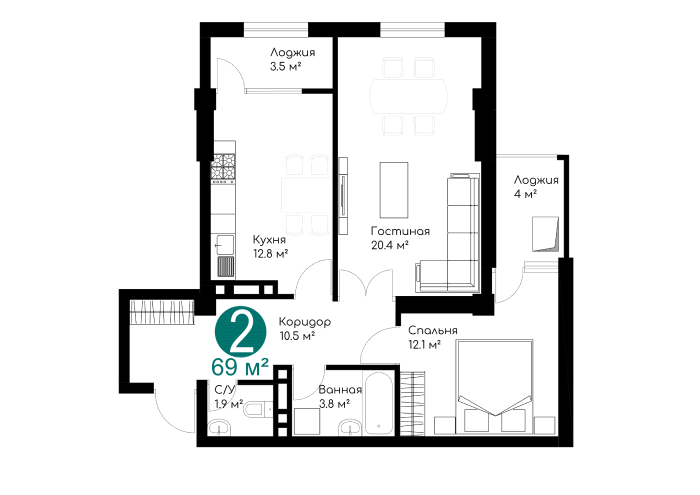 Лоджия
3.5 м²
Лоджия
4 м²
Гостиная
20.4 м²
Кухня
12.8 м²
2
69 м²
Коридор
10.5 м²
Спальня
12.1 м²
С/У
1.9 м²
Ванная
3.8 м²